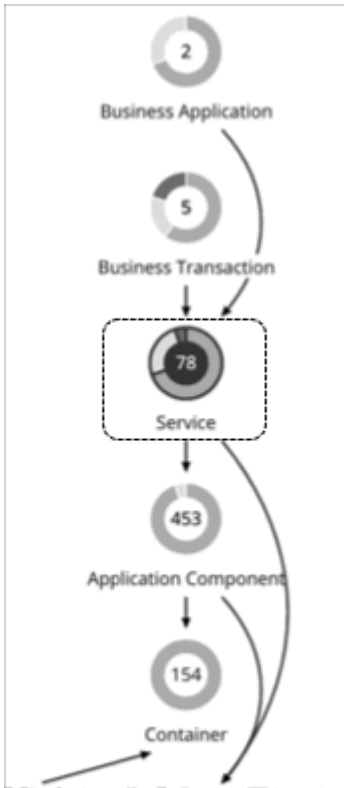 2
Business Application
5
Business Transaction
78
Service
453
Application Component
154
Container